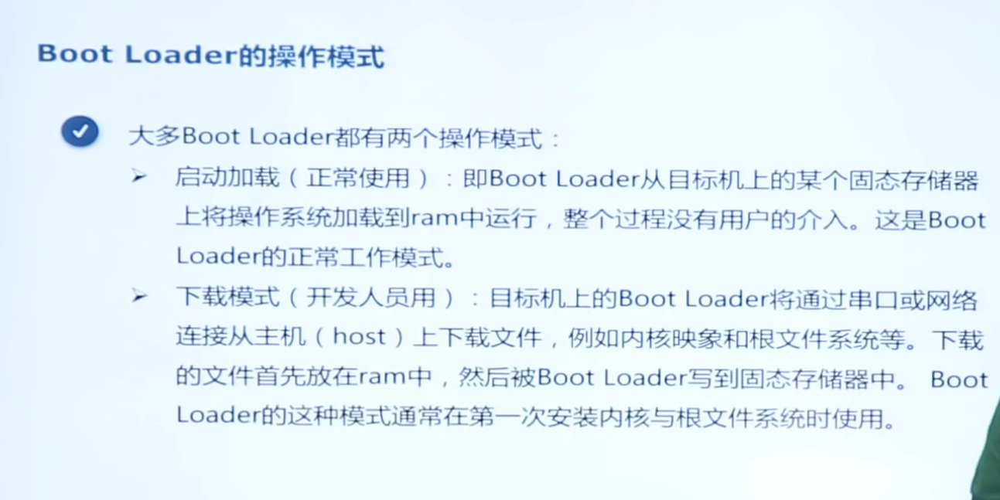 Boot Loader的操作模式
大多Boot Loader都有两个操作模式：
启动加载（正常使用）：即Boot Loader从目标机上的某个固态存储器
上将操作系统加载到ram中运行，整个过程没有用户的介入。这是Boot
Loader的正常工作模式。
下载模式（开发人员用）：目标机上的Boot Loader将通过串口或网络
连接从主机（host）上下载文件，例如内核映象和根文件系统等。下载
的文件首先放在ram中，然后被Boot Loader写到固态存储器中。 Boot
Loader的这种模式通常在第一次安装内核与根文件系统时使用。